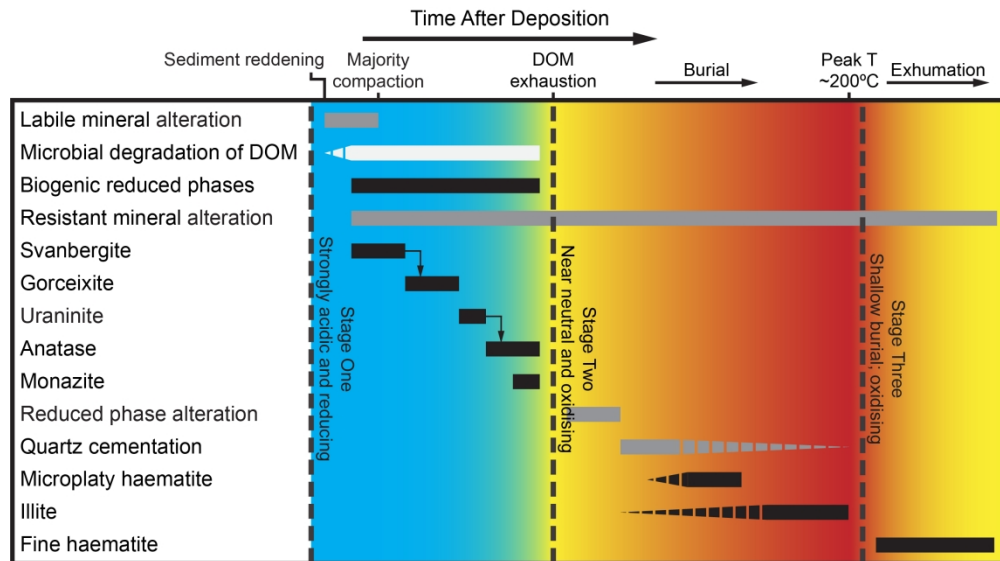 Time After Deposition
Sediment reddening
Majority
compaction
DOM
exhaustion
Burial
Peak T
~200ºC
Exhumation
Labile mineral alteration
Microbial degradation of DOM
Biogenic reduced phases
Resistant mineral alteration
Svanbergite
Gorceixite
Uraninite
Anatase
Monazite
Reduced phase alteration
Quartz cementation
Microplaty haematite
Illite
Fine haematite
Stage One
Strongly acidic and reducing
Stage Two
Near neutral and oxidising
Stage Three
Shallow burial; oxidising